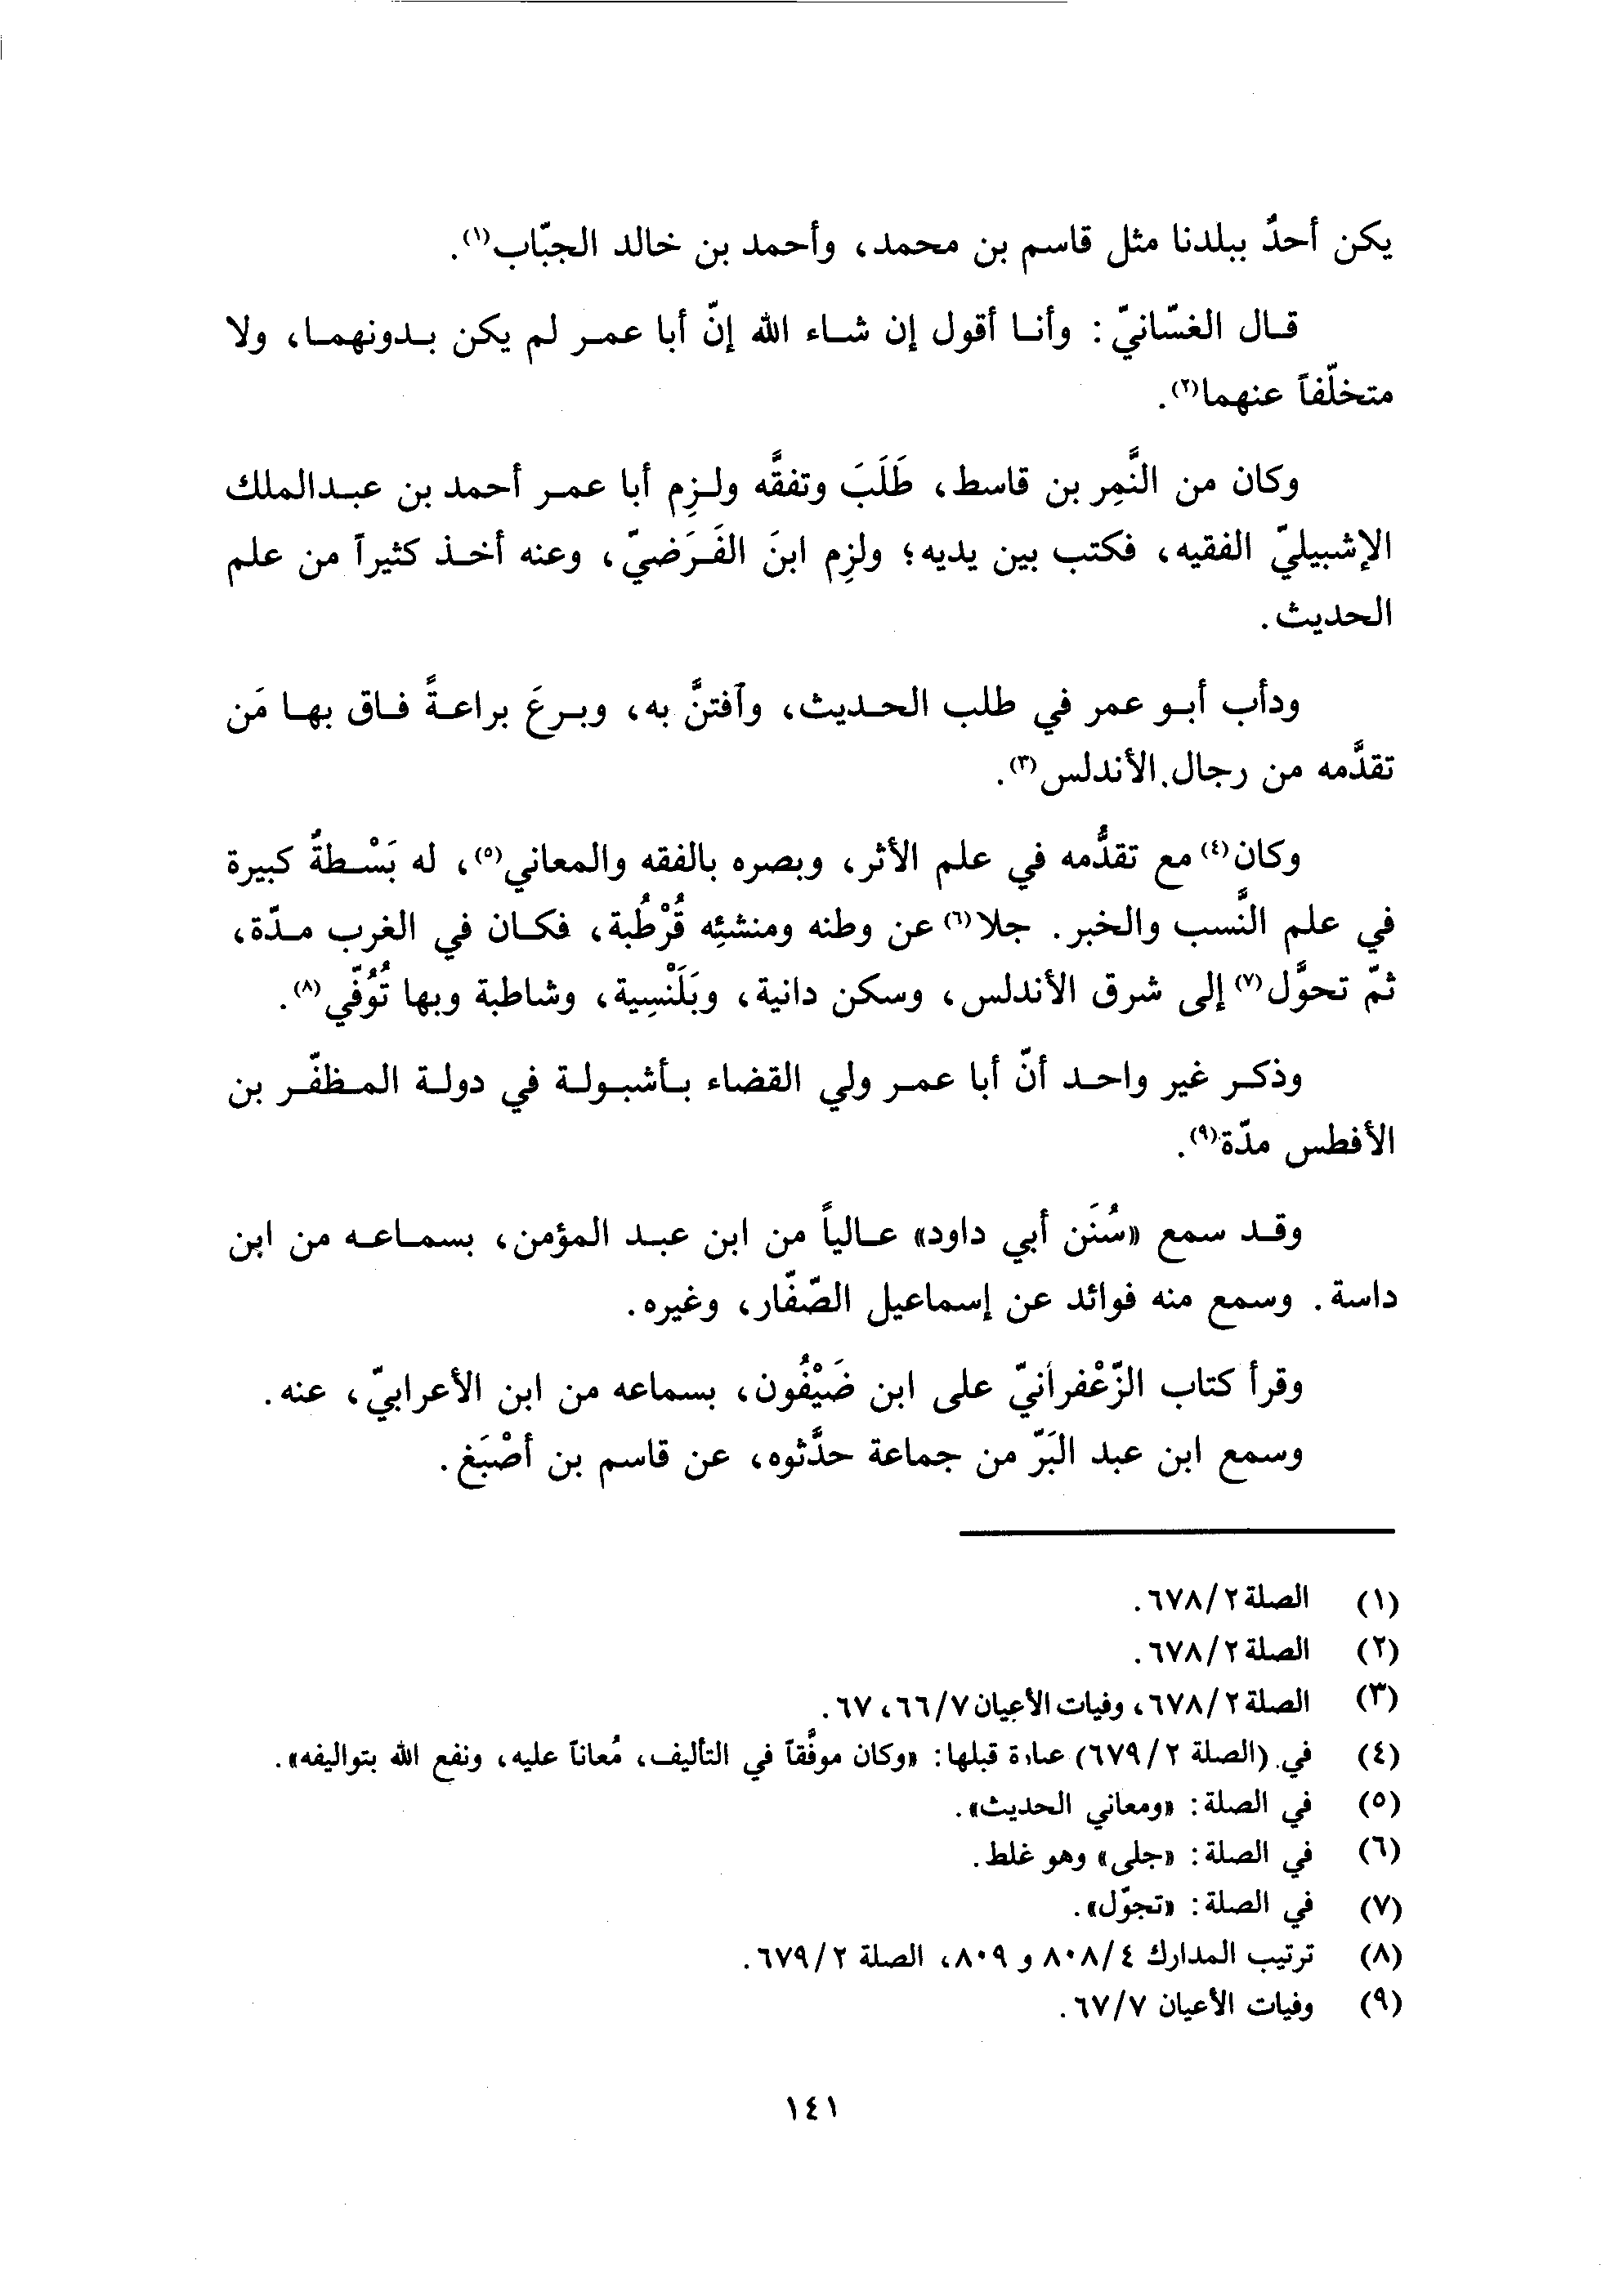 يكن أحدٌ ببلدنا مثل قاسم بن محمد، وأحمد بن خالد الجبّاب(١).
قال الغسّانيّ: وأنا أقول إن شاء الله إنّ أبا عمر لم يكن بدونهما، ولا
متخلّفاً عنهما(٢).
وكان من النَّمِر بن قاسط، طَلَبَ وتفقَّه ولزِم أبا عمر أحمد بن عبدالملك
الإشبيليّ الفقيه، فكتب بين يديه؛ ولزِم ابنَ الفَرَضيّ، وعنه أخذ كثيراً من علم
الحديث.
ودأب أبو عمر في طلب الحديث، وآفتنَّ به، وبرعَ براعةً فاق بها مَن
تقدَّمه من رجال الأندلس(٣).
وكان(٤) مع تقدُّمه في علم الأثر، وبصره بالفقه والمعاني(٥)، له بَسْطةٌ كبيرة
في علم النَّسب والخبر. جلا(٦) عن وطنه ومنشئِه قُرْطُبة، فكان في الغرب مدّة،
ثمّ تحوَّل(٧) إلى شرق الأندلس، وسكن دانية، وبَلَنْسِية، وشاطبة وبها تُوُفّي(٨).
وذكر غير واحد أنّ أبا عمر ولي القضاء بأشبولة في دولة المظفّر بن
الأفطس مدّة(٩).
وقد سمع «سُنَن أبي داود» عالياً من ابن عبد المؤمن، بسماعه من ابن
داسة. وسمع منه فوائد عن إسماعيل الصّفّار، وغيره.
وقرأ كتاب الزّعْفرانيّ على ابن ضَيْفُون، بسماعه من ابن الأعرابيّ، عنه.
وسمع ابن عبد البَرّ من جماعة حدَّثوه، عن قاسم بن أصْبَغ.
(١) الصلة ٢/٦٧٨.
(٢) الصلة ٢/٦٧٨.
(٣) الصلة ٢/٦٧٨، وفيات الأعيان ٧/٦٦، ٦٧.
(٤) في (الصلة ٢/٦٧٩) عبارة قبلها: «وكان موفَّقاً في التأليف، مُعاناً عليه، ونفع الله بتواليفه».
(٥) في الصلة: «ومعاني الحديث».
(٦) في الصلة: «جلى» وهو غلط.
(٧) في الصلة: «تجوّل».
(٨) ترتيب المدارك ٤/٨٠٨ و ٨٠٩، الصلة ٢/٦٧٩.
(٩) وفيات الأعيان ٧/٦٧.
١٤١